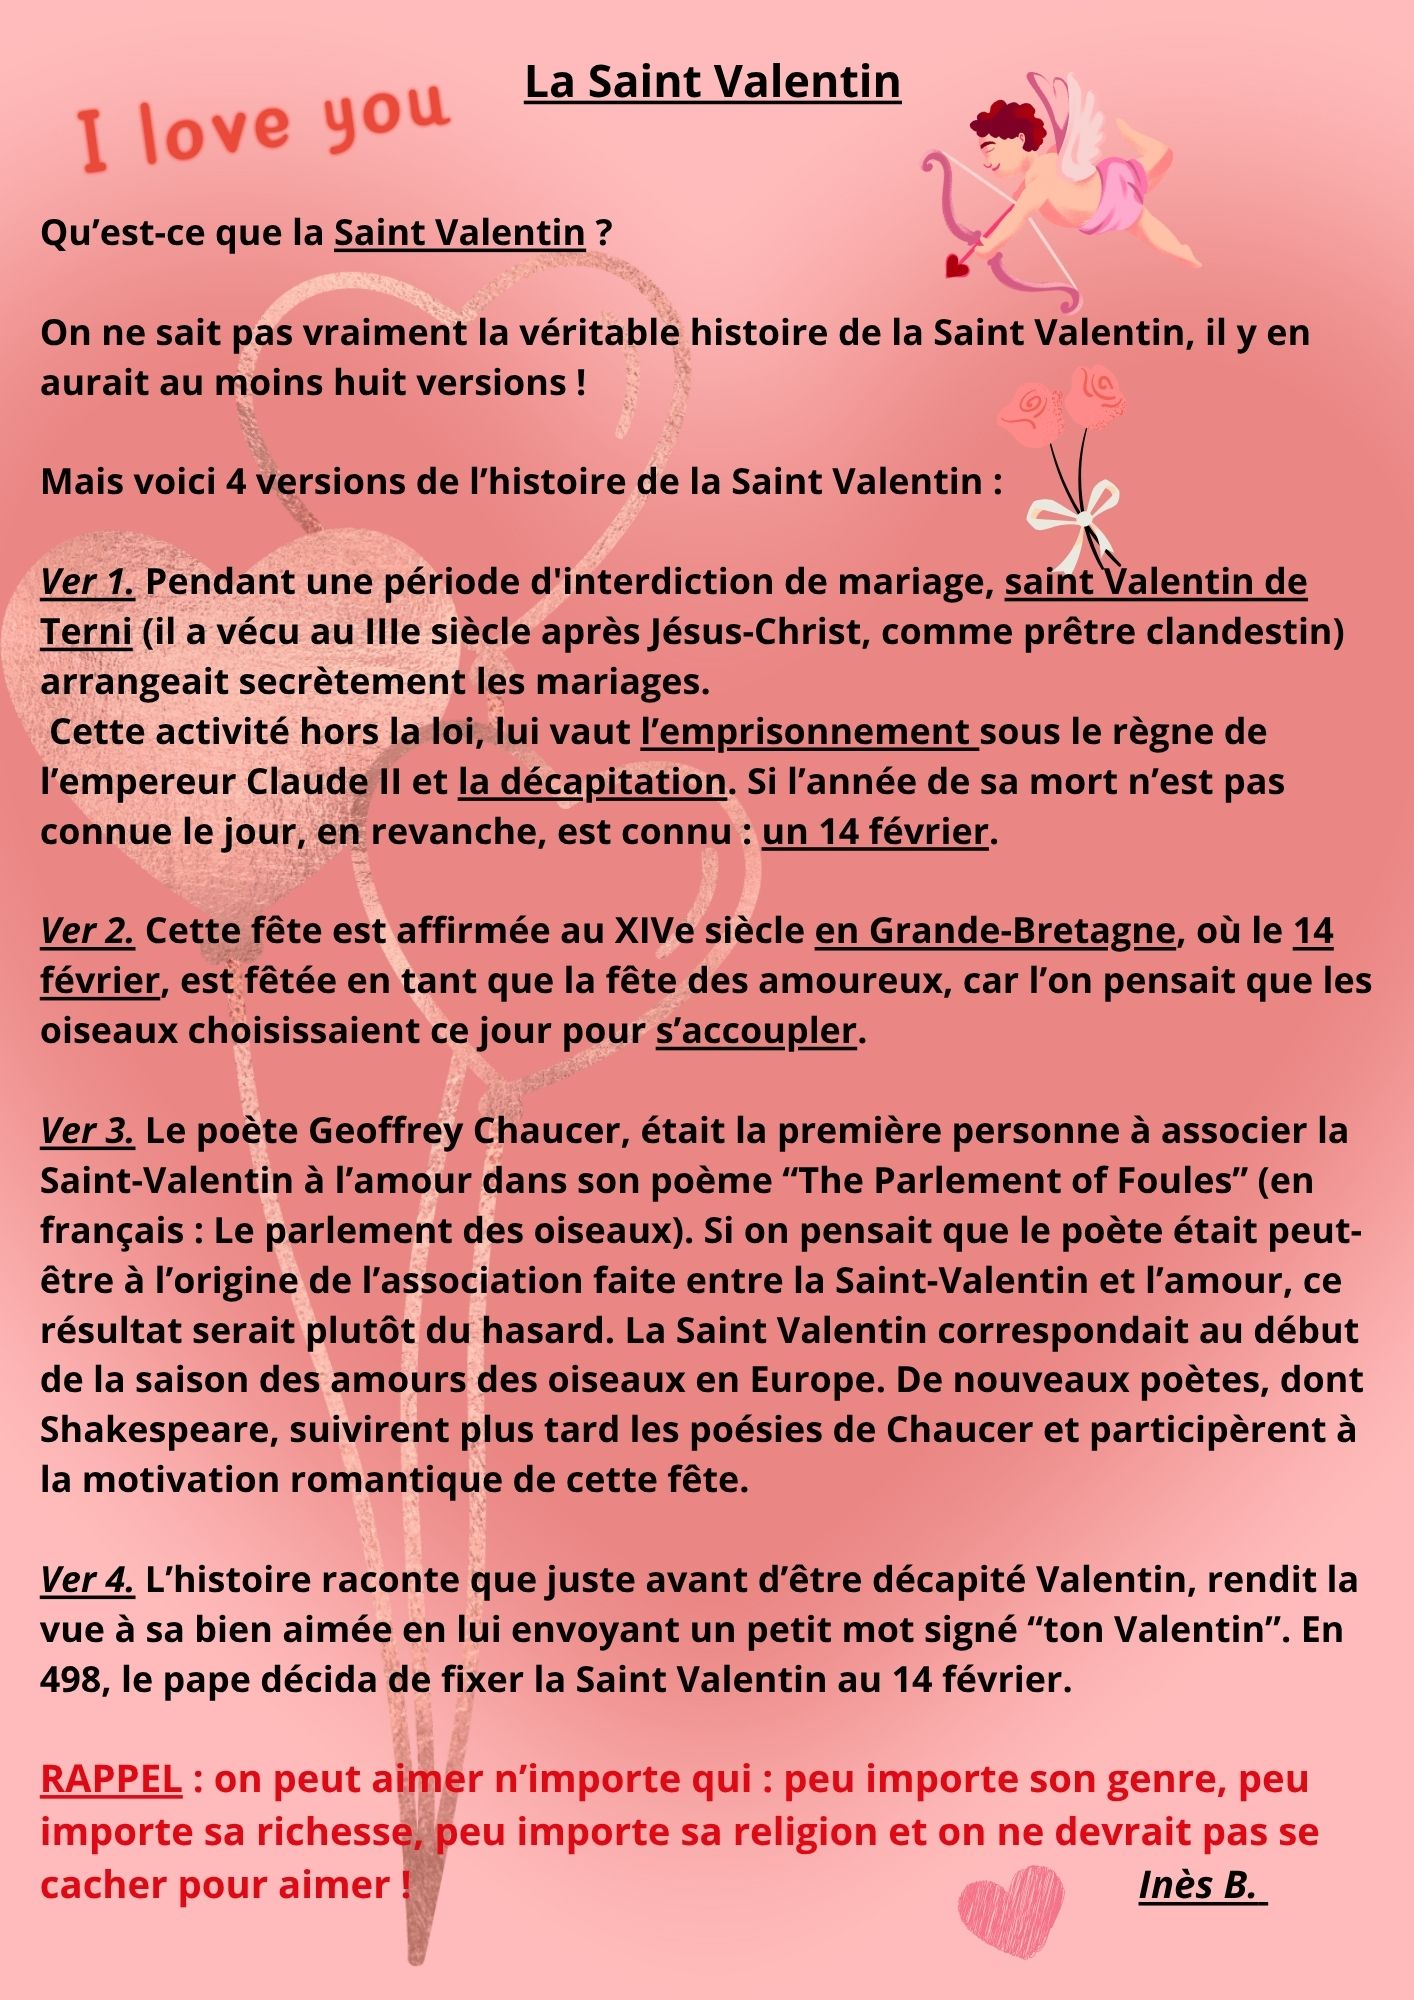 La Saint Valentin
I love you
Qu’est-ce que la Saint Valentin ?
On ne sait pas vraiment la véritable histoire de la Saint Valentin, il y en
aurait au moins huit versions !
Mais voici 4 versions de l’histoire de la Saint Valentin :
Ver 1. Pendant une période d'interdiction de mariage, saint Valentin de
Terni (il a vécu au IIIe siècle après Jésus-Christ, comme prêtre clandestin)
arrangeait secrètement les mariages.
Cette activité hors la loi, lui vaut l’emprisonnement sous le règne de
l’empereur Claude II et la décapitation. Si l’année de sa mort n’est pas
connue le jour, en revanche, est connu : un 14 février.
Ver 2. Cette fête est affirmée au XIVe siècle en Grande-Bretagne, où le 14
février, est fêtée en tant que la fête des amoureux, car l’on pensait que les
oiseaux choisissaient ce jour pour s’accoupler.
Ver 3. Le poète Geoffrey Chaucer, était la première personne à associer la
Saint-Valentin à l’amour dans son poème “The Parlement of Foules” (en
français : Le parlement des oiseaux). Si on pensait que le poète était peut-
être à l’origine de l’association faite entre la Saint-Valentin et l’amour, ce
résultat serait plutôt du hasard. La Saint Valentin correspondait au début
de la saison des amours des oiseaux en Europe. De nouveaux poètes, dont
Shakespeare, suivirent plus tard les poésies de Chaucer et participèrent à
la motivation romantique de cette fête.
Ver 4. L’histoire raconte que juste avant d’être décapité Valentin, rendit la
vue à sa bien aimée en lui envoyant un petit mot signé “ton Valentin”. En
498, le pape décida de fixer la Saint Valentin au 14 février.
RAPPEL : on peut aimer n’importe qui : peu importe son genre, peu
importe sa richesse, peu importe sa religion et on ne devrait pas se
cacher pour aimer !
Inès B.